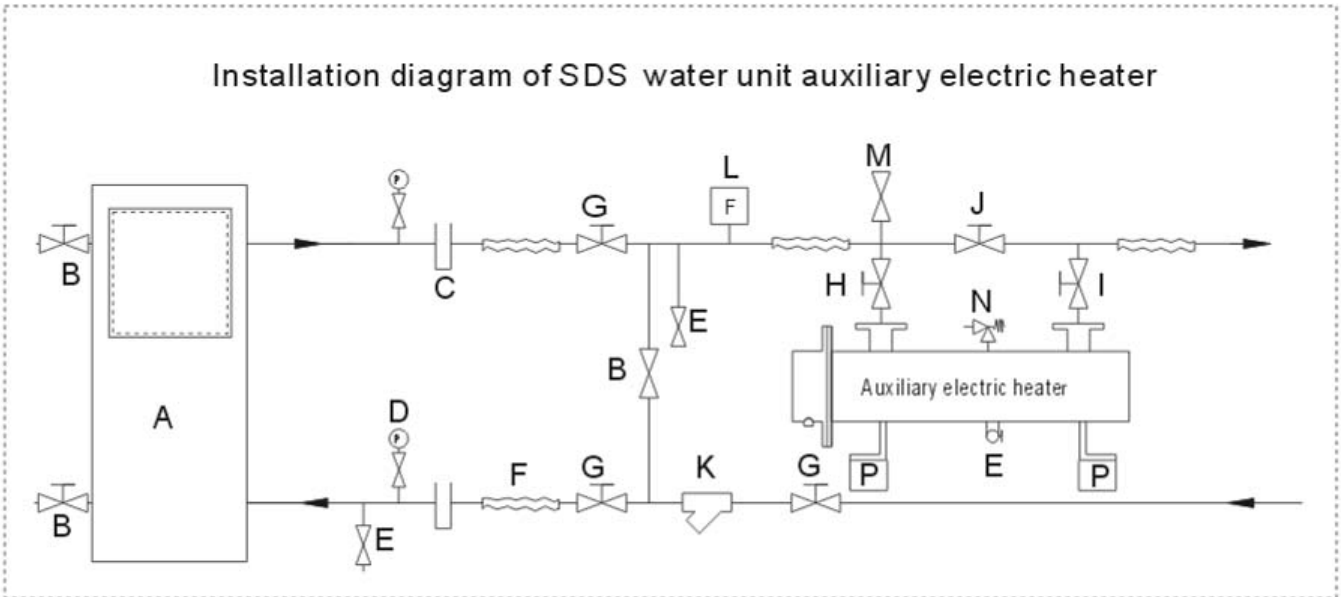 Installation diagram of SDS water unit auxiliary electric heater
M
P
L
G
F
J
B
C
H
I
E
N
B
Auxiliary electric heater
A
D
P
F
G
K
G
P
E
P
B
E